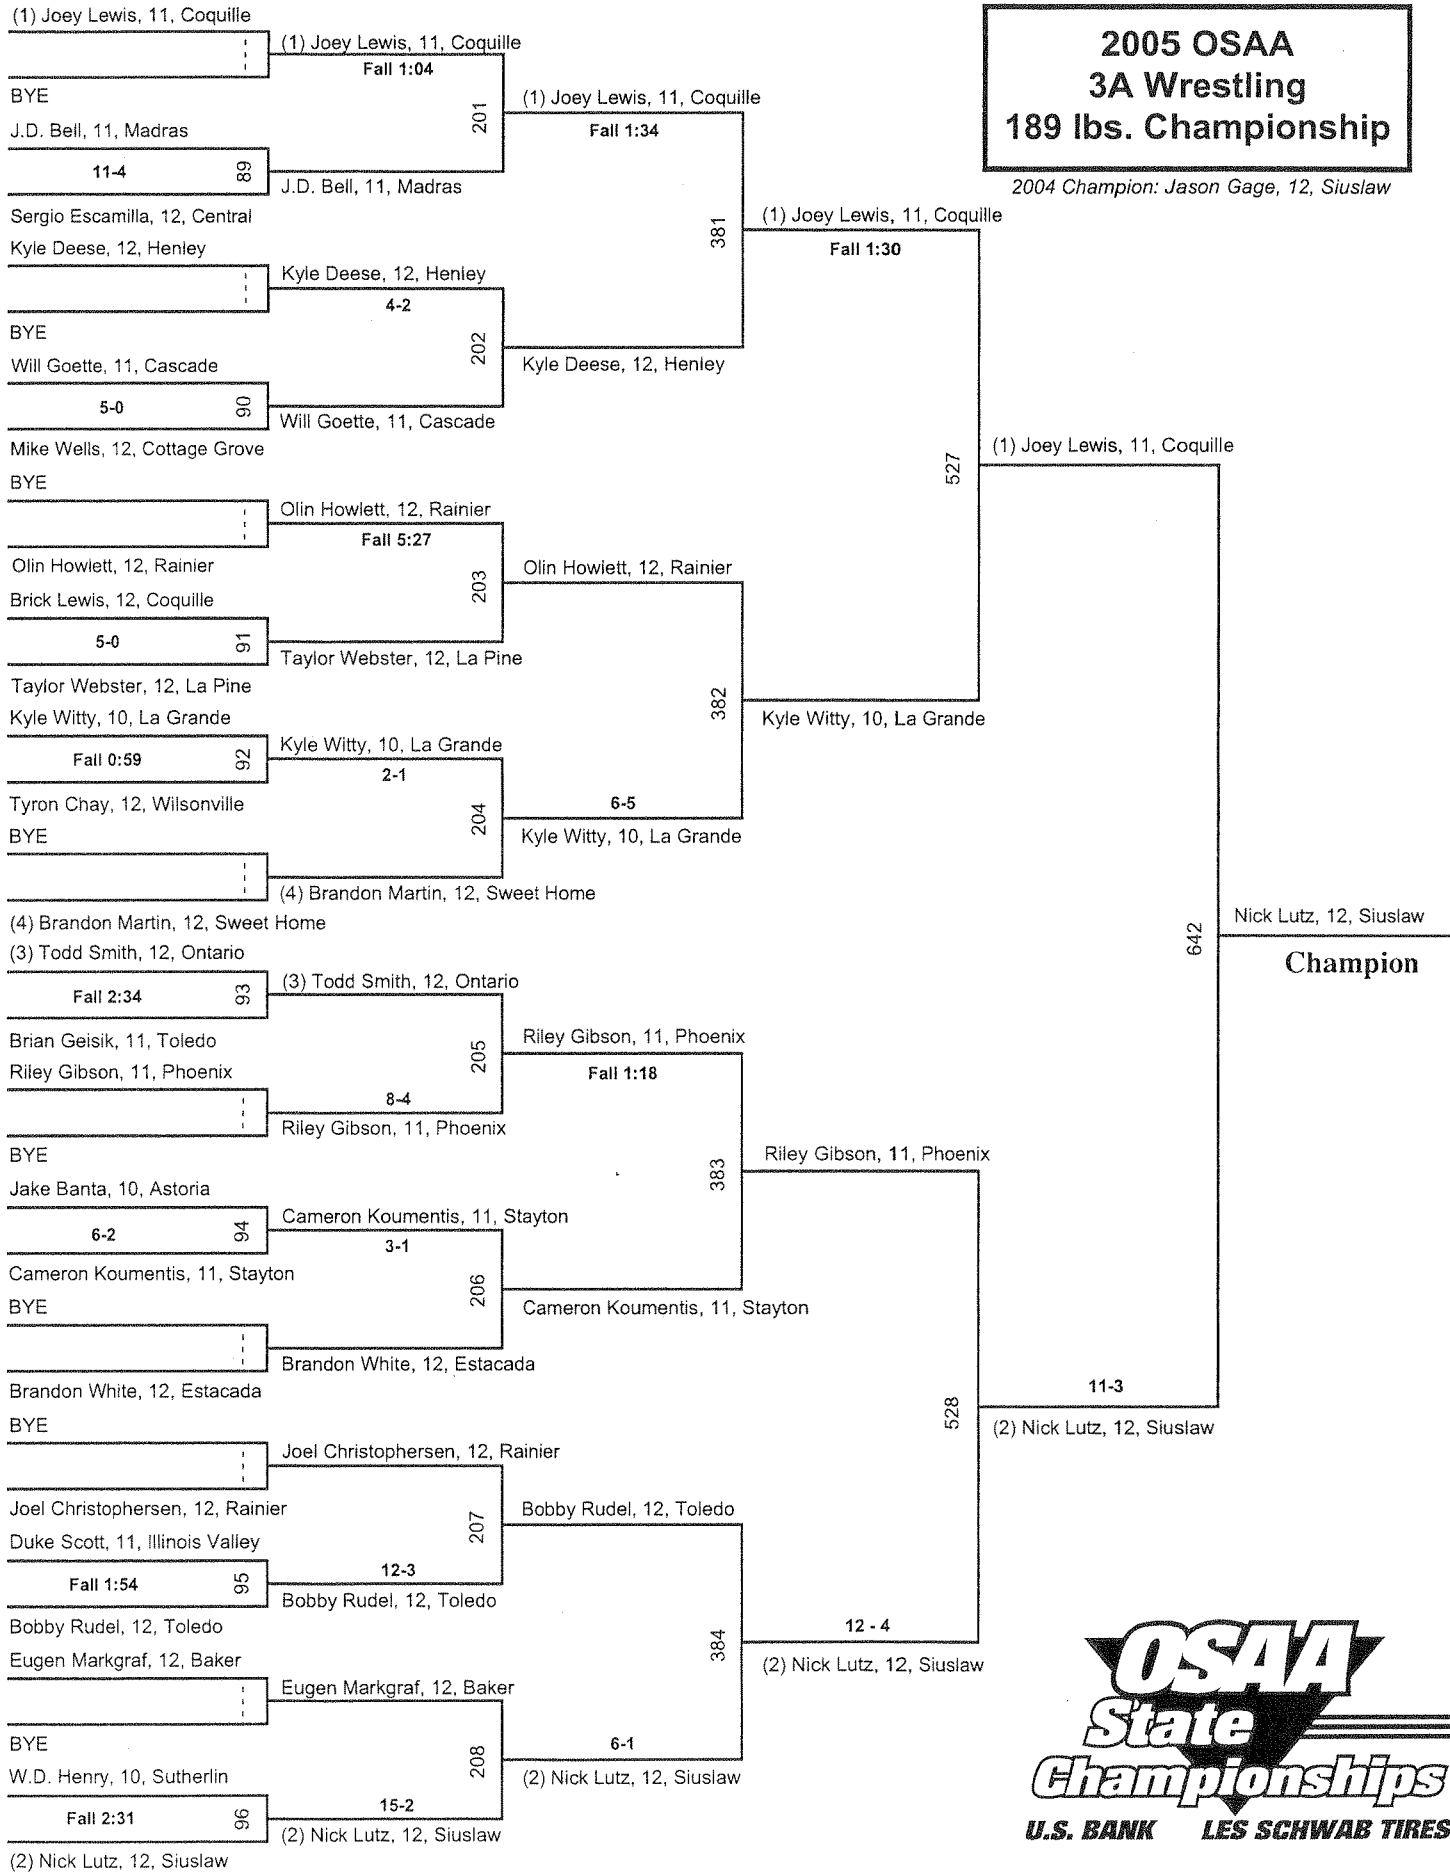 2005 OSAA
3A Wrestling
189 lbs. Championship
2004 Champion: Jason Gage, 12, Siuslaw
(1) Joey Lewis, 11, Coquille
BYE
J.D. Bell, 11, Madras
11-4
89
Sergio Escamilla, 12, Central
Kyle Deese, 12, Henley
BYE
Will Goette, 11, Cascade
5-0
90
Mike Wells, 12, Cottage Grove
BYE
Olin Howlett, 12, Rainier
Brick Lewis, 12, Coquille
5-0
91
Taylor Webster, 12, La Pine
Kyle Witty, 10, La Grande
Fall 0:59
92
Tyron Chay, 12, Wilsonville
BYE
(4) Brandon Martin, 12, Sweet Home
(3) Todd Smith, 12, Ontario
Fall 2:34
93
Brian Geisik, 11, Toledo
Riley Gibson, 11, Phoenix
BYE
Jake Banta, 10, Astoria
6-2
94
Cameron Koumentis, 11, Stayton
BYE
Brandon White, 12, Estacada
BYE
Joel Christophersen, 12, Rainier
Duke Scott, 11, Illinois Valley
Fall 1:54
95
Bobby Rudel, 12, Toledo
Eugen Markgraf, 12, Baker
BYE
W.D. Henry, 10, Sutherlin
Fall 2:31
96
(2) Nick Lutz, 12, Siuslaw
(1) Joey Lewis, 11, Coquille
Fall 1:04
201
J.D. Bell, 11, Madras
Kyle Deese, 12, Henley
4-2
202
Will Goette, 11, Cascade
Olin Howlett, 12, Rainier
Fall 5:27
203
Taylor Webster, 12, La Pine
Kyle Witty, 10, La Grande
2-1
204
(4) Brandon Martin, 12, Sweet Home
(3) Todd Smith, 12, Ontario
205
8-4
Riley Gibson, 11, Phoenix
Cameron Koumentis, 11, Stayton
3-1
206
Brandon White, 12, Estacada
Joel Christophersen, 12, Rainier
207
12-3
Bobby Rudel, 12, Toledo
Eugen Markgraf, 12, Baker
208
15-2
(2) Nick Lutz, 12, Siuslaw
(1) Joey Lewis, 11, Coquille
Fall 1:34
381
Kyle Deese, 12, Henley
Olin Howlett, 12, Rainier
382
6-5
Kyle Witty, 10, La Grande
Riley Gibson, 11, Phoenix
Fall 1:18
383
Cameron Koumentis, 11, Stayton
Bobby Rudel, 12, Toledo
384
6-1
(2) Nick Lutz, 12, Siuslaw
(1) Joey Lewis, 11, Coquille
Fall 1:30
527
Kyle Witty, 10, La Grande
Riley Gibson, 11, Phoenix
528
12 - 4
(2) Nick Lutz, 12, Siuslaw
(1) Joey Lewis, 11, Coquille
642
11-3
(2) Nick Lutz, 12, Siuslaw
Nick Lutz, 12, Siuslaw
Champion
OSAA
State
Championships
U.S. BANK LES SCHWAB TIRES